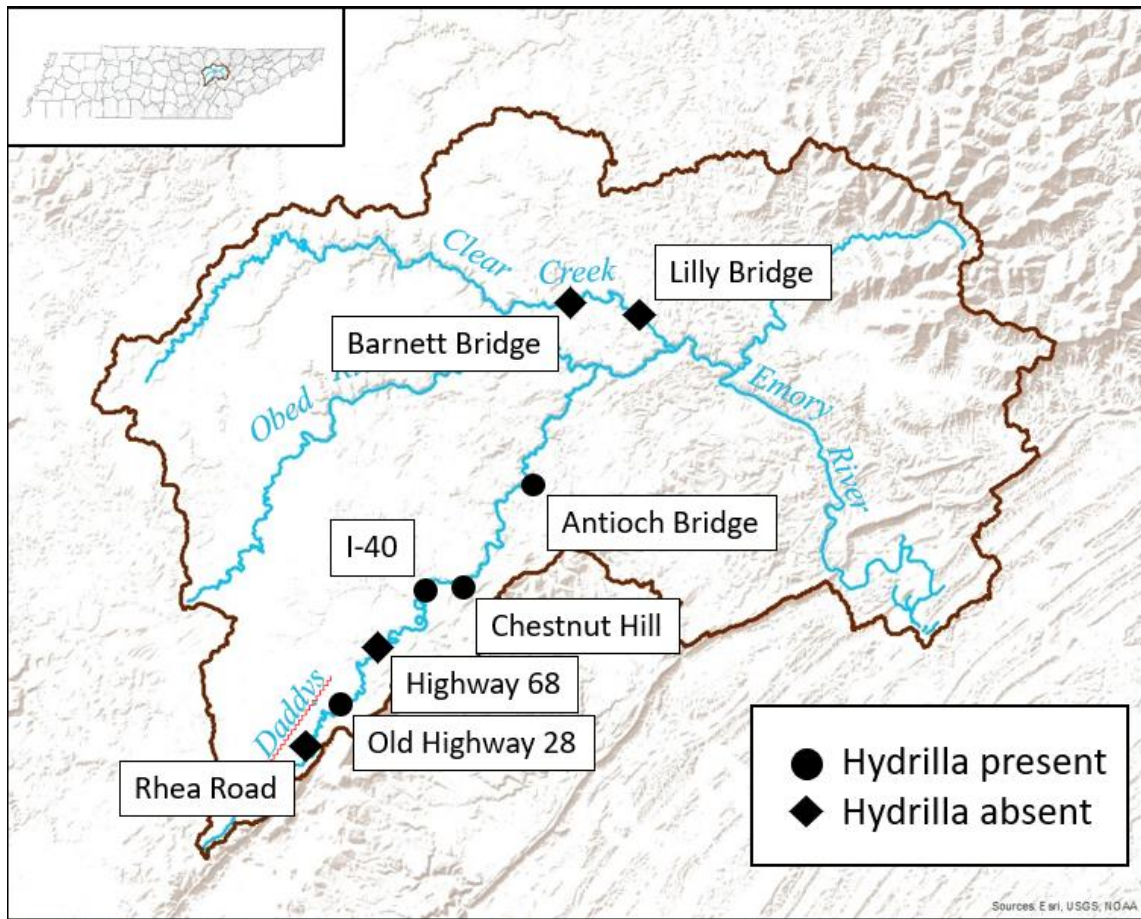 Clear
Creek
Lilly Bridge
Barnett Bridge
Obed
Emory
River
Antioch Bridge
I-40
Chestnut Hill
Highway 68
Daddys
Old Highway 28
Rhea Road
Hydrilla present
Hydrilla absent
Sources: Esri, USGS, NOAA